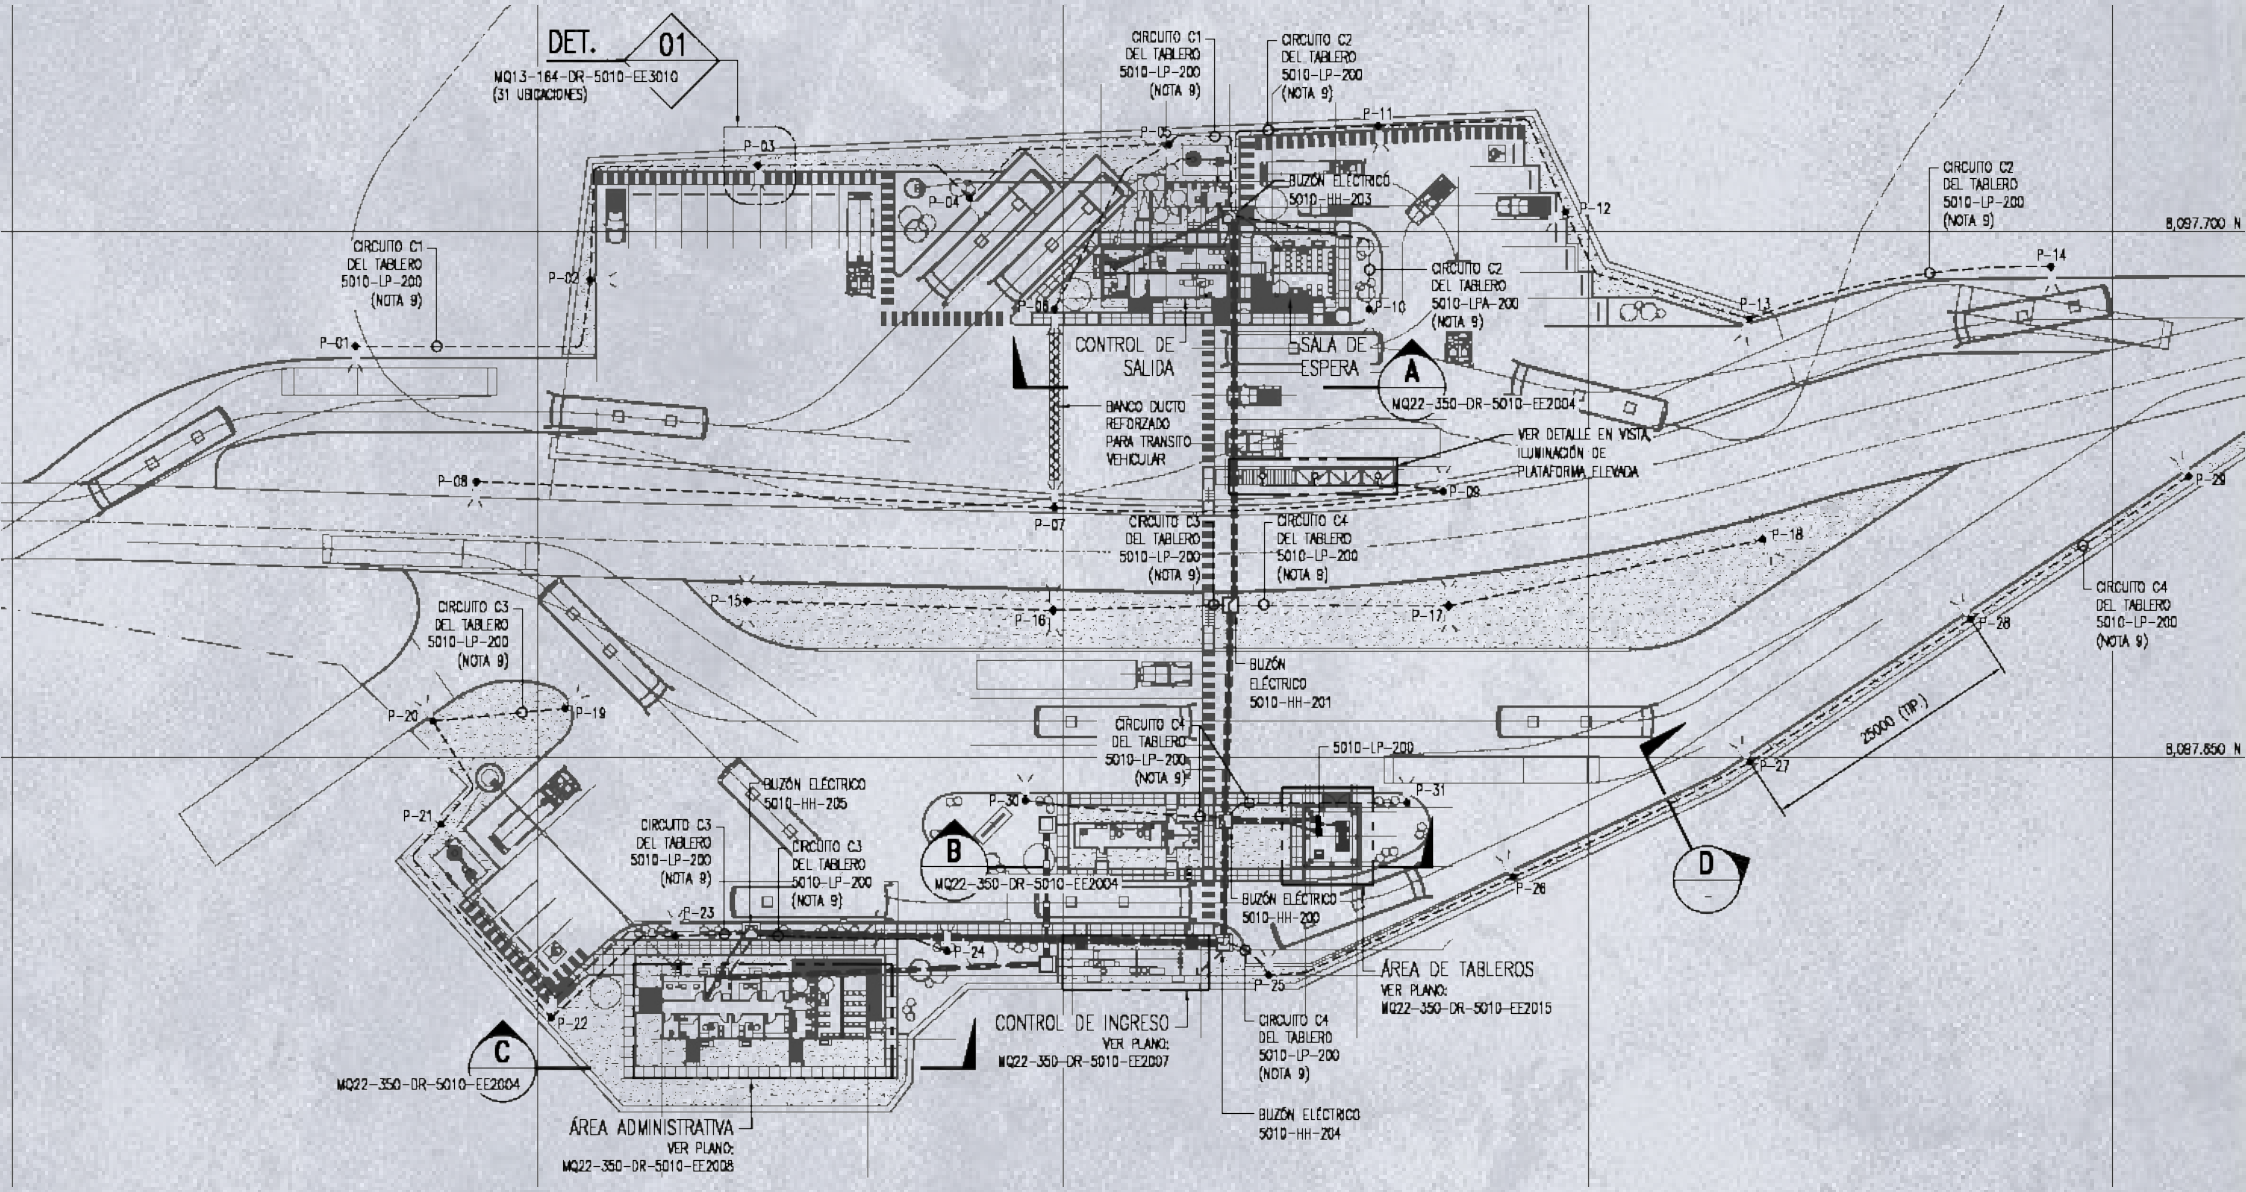 DET. 01
MQ13-164-DR-5010-EE3010
(31 UBICACIONES)
CIRCUITO C1
DEL TABLERO
5010-LP-200
(NOTA 9)
CIRCUITO C2
DEL TABLERO
5010-LP-200
(NOTA 9)
P-11
P-05
P-03
P-04
BUZÓN ELÉCTRICO
5010-HH-203
P-12
CIRCUITO C2
DEL TABLERO
5010-LP-200
(NOTA 9)
8,097.700 N
CIRCUITO C1
DEL TABLERO
5010-LP-200
(NOTA 9)
P-02
P-14
CIRCUITO C2
DEL TABLERO
5010-LPA-200
(NOTA 9)
P-06
P-10
P-13
P-01
CONTROL DE
SALIDA
SALA DE
ESPERA
A
MQ22-350-DR-5010-EE2004
BANCO DUCTO
REFORZADO
PARA TRANSITO
VEHICULAR
VER DETALLE EN VISTA
ILUMINACIÓN DE
PLATAFORMA ELEVADA
P-08
P-09
P-29
P-07
CIRCUITO C3
DEL TABLERO
5010-LP-200
(NOTA 9)
CIRCUITO C4
DEL TABLERO
5010-LP-200
(NOTA 9)
P-18
CIRCUITO C4
DEL TABLERO
5010-LP-200
(NOTA 9)
P-15
P-16
P-17
P-28
CIRCUITO C3
DEL TABLERO
5010-LP-200
(NOTA 9)
BUZÓN
ELÉCTRICO
5010-HH-201
P-20
P-19
25000 (TIP.)
CIRCUITO C4
DEL TABLERO
5010-LP-200
(NOTA 9)
5010-LP-200
8,097.650 N
P-27
BUZÓN ELÉCTRICO
5010-HH-205
P-30
P-31
P-21
CIRCUITO C3
DEL TABLERO
5010-LP-200
(NOTA 9)
CIRCUITO C3
DEL TABLERO
5010-LP-200
(NOTA 9)
B
MQ22-350-DR-5010-EE2004
D
P-26
BUZÓN ELÉCTRICO
5010-HH-200
P-23
P-24
P-25
ÁREA DE TABLEROS
VER PLANO:
MQ22-350-DR-5010-EE2015
P-22
CONTROL DE INGRESO
VER PLANO:
MQ22-350-DR-5010-EE2007
CIRCUITO C4
DEL TABLERO
5010-LP-200
(NOTA 9)
C
MQ22-350-DR-5010-EE2004
BUZÓN ELÉCTRICO
5010-HH-204
ÁREA ADMINISTRATIVA
VER PLANO:
MQ22-350-DR-5010-EE2008